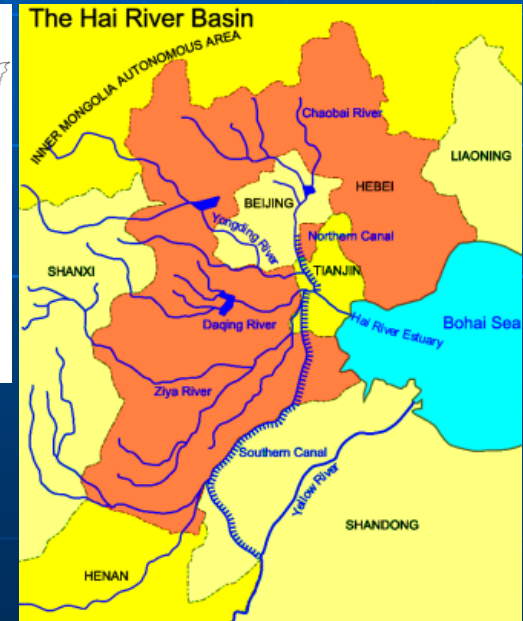 The Hai River Basin
INNER MONGOLIA AUTONOMOUS AREA
Chaobai River
LIAONING
HEBEI
BEIJING
Yongding River
Northern Canal
TIANJIN
SHANXI
Hai River Estuary
Bohai Sea
Daqing River
Ziya River
Southern Canal
Yellow River
SHANDONG
HENAN